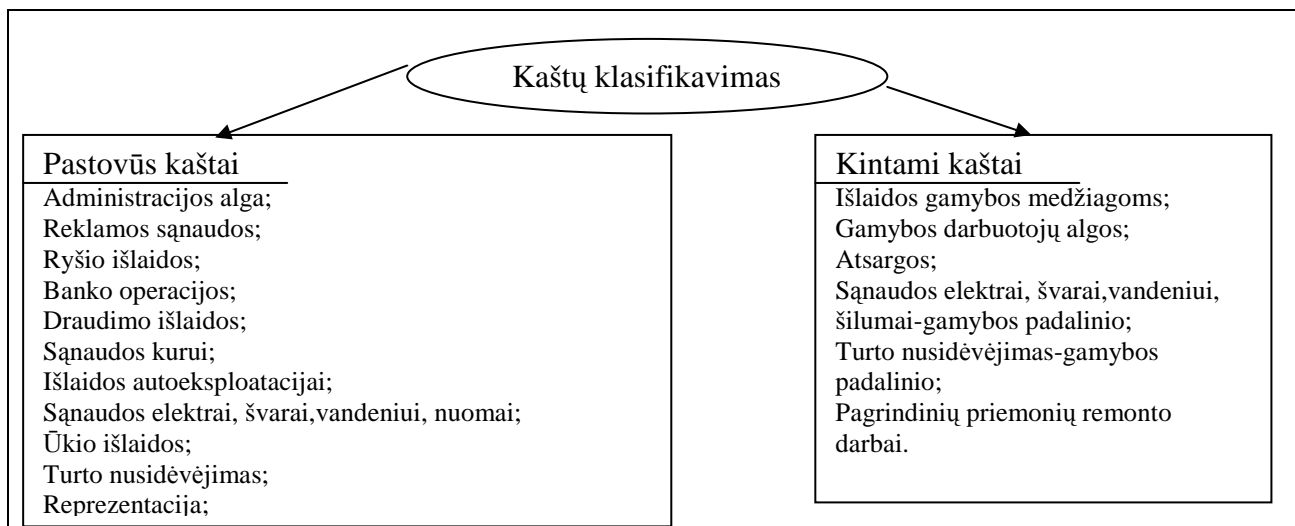 Kaštų klasifikavimas
Pastovūs kaštai
Administracijos alga;
Reklamos sąnaudos;
Ryšio išlaidos;
Banko operacijos;
Draudimo išlaidos;
Sąnaudos kurui;
Išlaidos autoeksploatacijai;
Sąnaudos elektrai, švarai,vandeniui, nuomai;
Ūkio išlaidos;
Turto nusidėvėjimas;
Reprezentacija;
Kintami kaštai
Išlaidos gamybos medžiagoms;
Gamybos darbuotojų algos;
Atsargos;
Sąnaudos elektrai, švarai,vandeniui,
šilumai-gamybos padalinio;
Turto nusidėvėjimas-gamybos
padalinio;
Pagrindinių priemonių remonto
darbai.